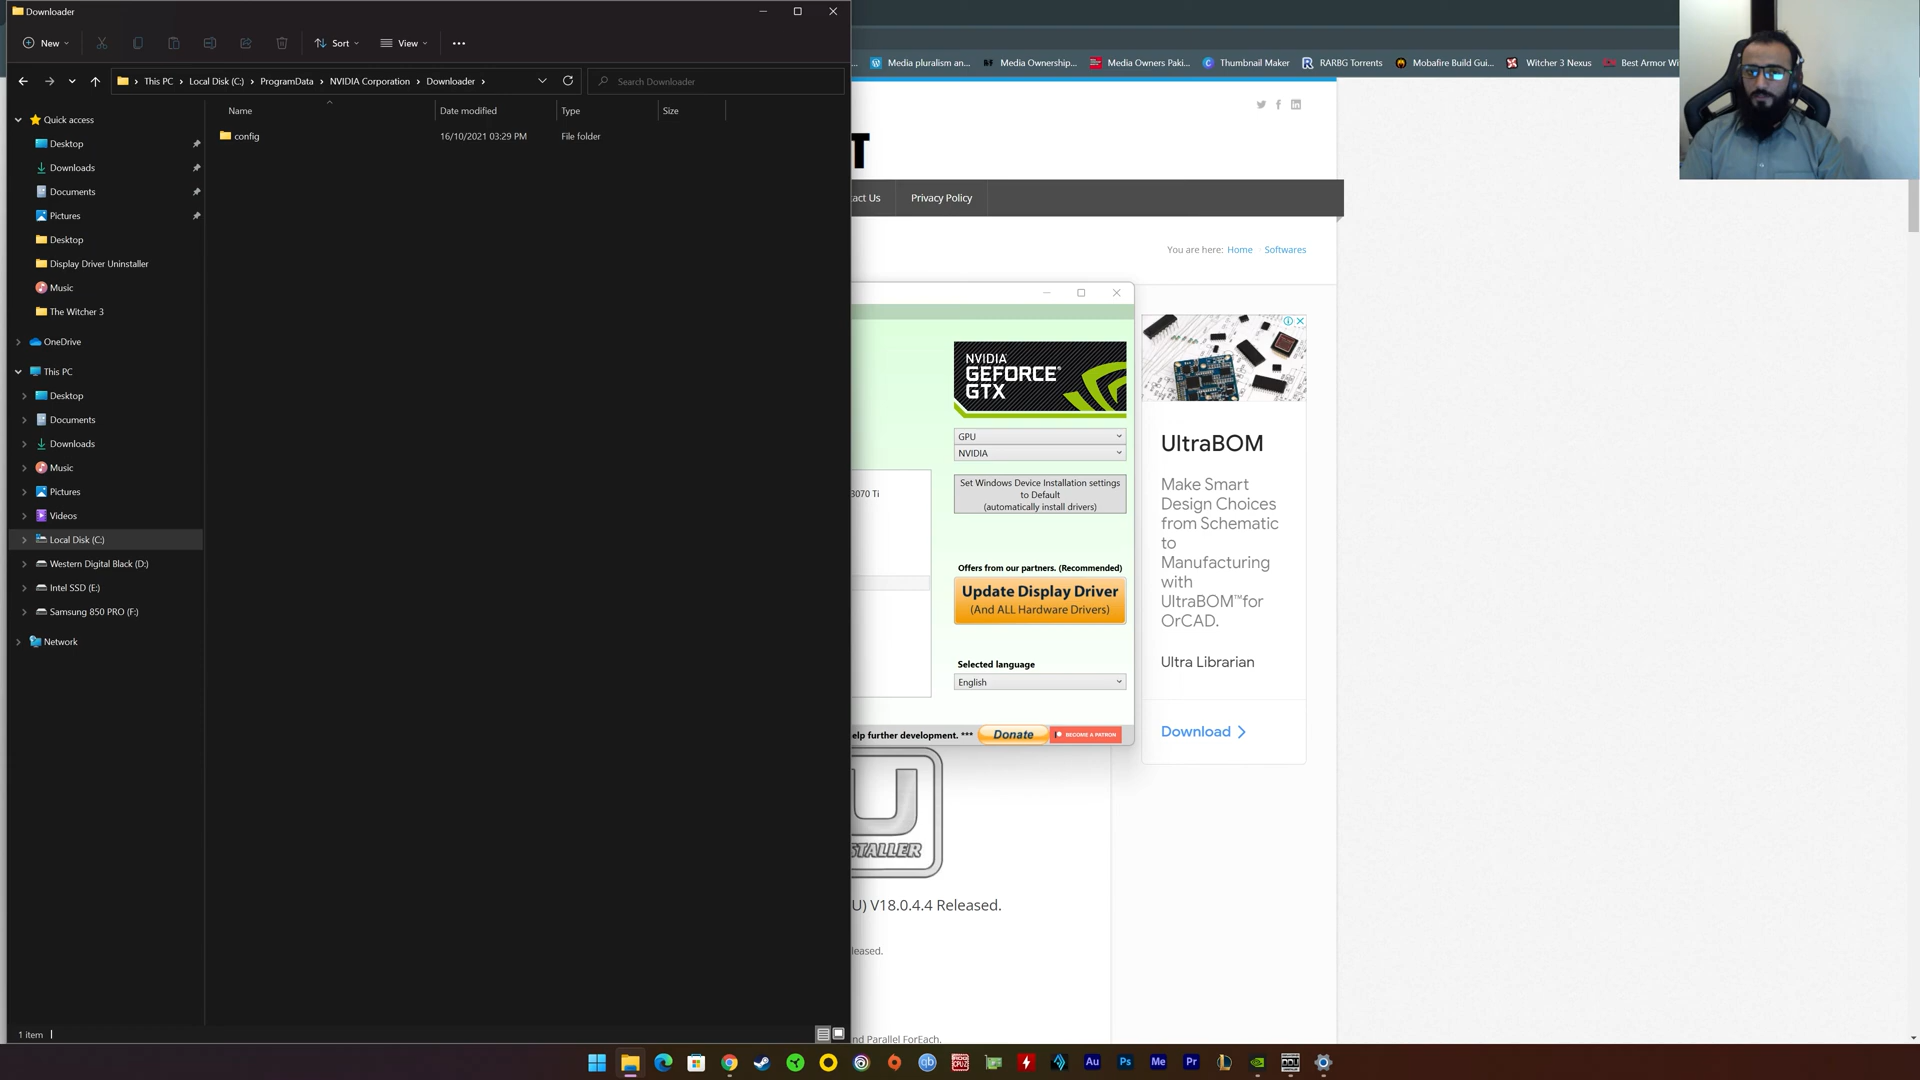 Downloader
New
Sort
View
This PC > Local Disk (C:) > ProgramData > NVIDIA Corporation > Downloader >
Search Downloader
Name
Date modified
Type
Size
config
16/10/2021 03:29 PM
File folder
Quick access
Desktop
Downloads
Documents
Pictures
Desktop
Display Driver Uninstaller
Music
The Witcher 3
OneDrive
This PC
Desktop
Documents
Downloads
Music
Pictures
Videos
Local Disk (C:)
Western Digital Black (D:)
Intel SSD (E:)
Samsung 850 PRO (F:)
Network
1 item
Media pluralism an...
Media Ownership...
Media Owners Paki...
Thumbnail Maker
RARBG Torrents
Mobafire Build Gui...
Witcher 3 Nexus
Best Armor Wi
T
act Us
Privacy Policy
You are here: Home Softwares
NVIDIA
GEFORCE
GTX
GPU
NVIDIA
3070 Ti
Set Windows Device Installation settings
to Default
(automatically install drivers)
Offers from our partners. (Recommended)
Update Display Driver
(And ALL Hardware Drivers)
Selected language
English
elp further development. ***
Donate
BECOME A PATRON
UltraBOM
Make Smart
Design Choices
from Schematic
to
Manufacturing
with
UltraBOM™for
OrCAD.
Ultra Librarian
Download
U
STALLER
U) V18.0.4.4 Released.
leased.
nd Parallel ForEach.
qb
CPU-Z
Au
Ps
Me
Pr
DDU